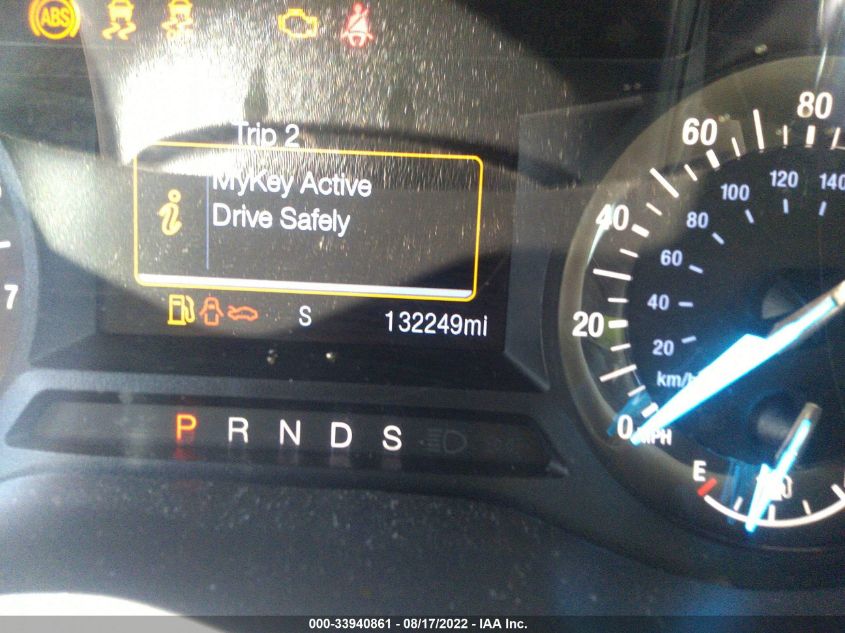 ABS
Trip 2
MyKey Active
Drive Safely
i
S
132249mi
P R N D S
7
0 20 40 60 80
20 40 60 80 100 120 140
km/h
MPH
E
000-33940861 - 08/17/2022 - IAA Inc.